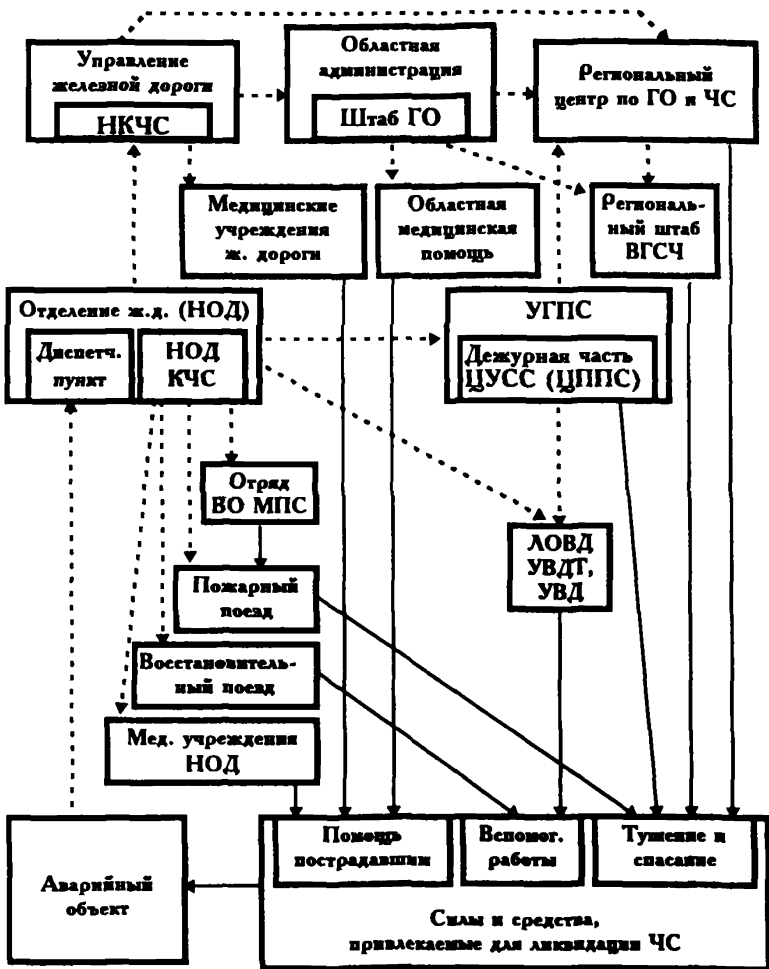 Управление
железной дороги
НКЧС
Областная
администрация
Штаб ГО
Региональный
центр по ГО и ЧС
Медицинские
учреждения
ж. дороги
Областная
медицинская
помощь
Региональ-
ный штаб
ВГСЧ
Отделение ж.д. (НОД)
Диспетч.
пункт
НОД
КЧС
УГПС
Дежурная часть
ЦУСС (ЦППС)
Отряд
ВО МПС
ЛОВД
УВДТ,
УВД
Пожарный
поезд
Восстановитель-
ный поезд
Мед. учреждения
НОД
Аварийный
объект
Помощь
пострадавшим
Вспомог.
работы
Тушение и
спасание
Силы и средства,
привлекаемые для ликвидации ЧС